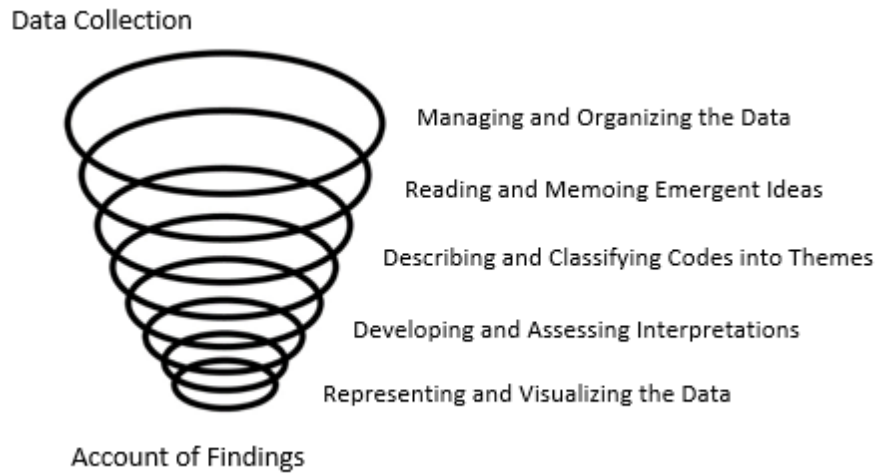 Data Collection
Managing and Organizing the Data
Reading and Memoing Emergent Ideas
Describing and Classifying Codes into Themes
Developing and Assessing Interpretations
Representing and Visualizing the Data
Account of Findings